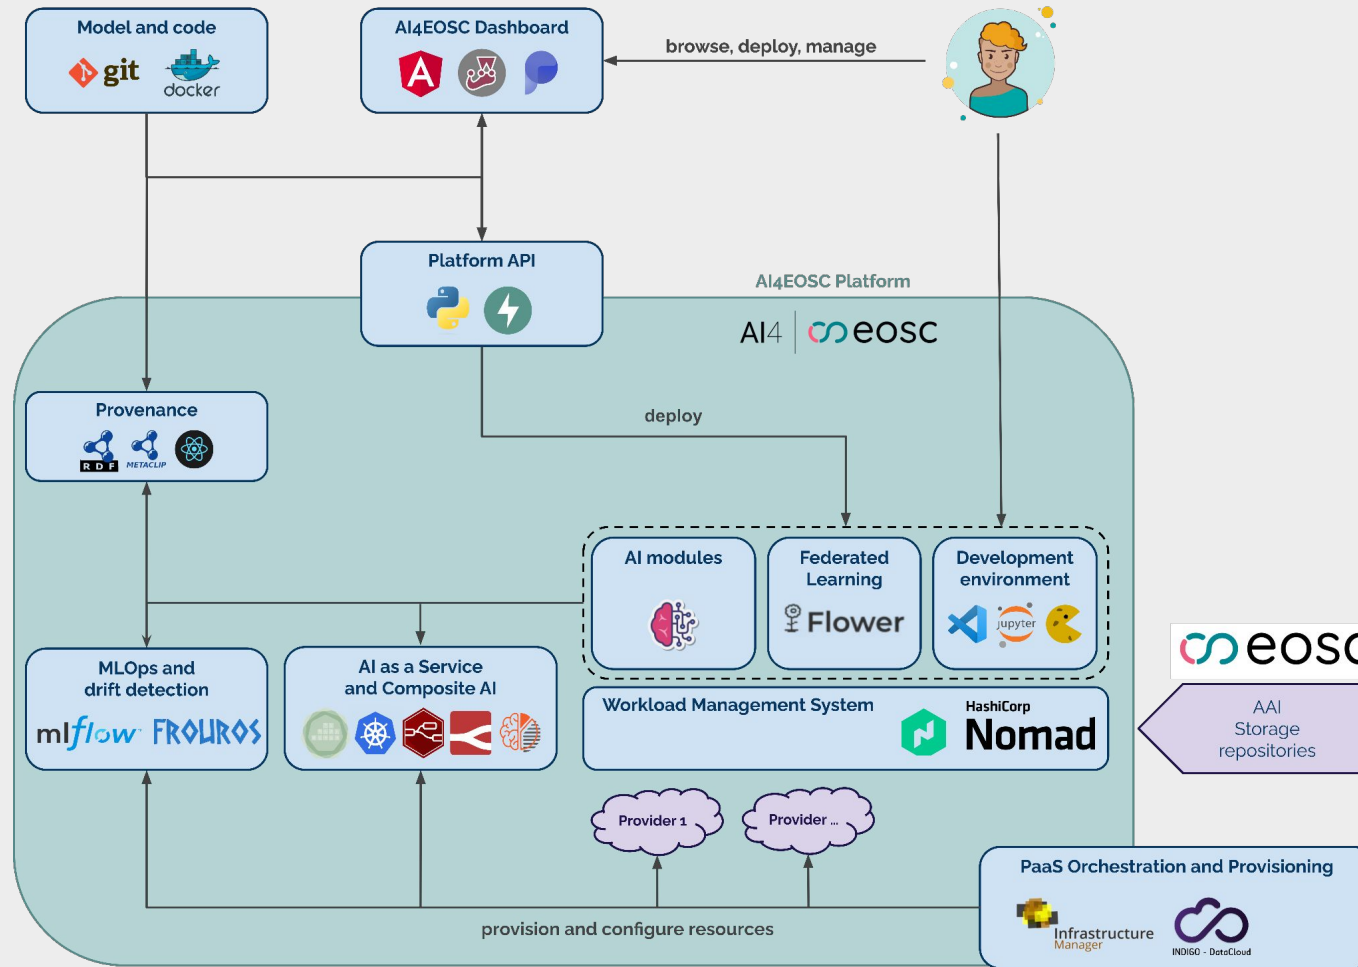 Model and code
git
docker
AI4EOSC Dashboard
browse, deploy, manage
Platform API
AI4EOSC Platform
AI4 eosc
deploy
Provenance
RDF
METACLIP
AI modules
Federated
Learning
Flower
Development
environment
jupyter
MLOps and
drift detection
mlflow
FROUROS
AI as a Service
and Composite AI
Workload Management System
HashiCorp
Nomad
eosc
AAI
Storage
repositories
Provider 1
Provider ...
PaaS Orchestration and Provisioning
Infrastructure
Manager
INDIGO - DataCloud
provision and configure resources